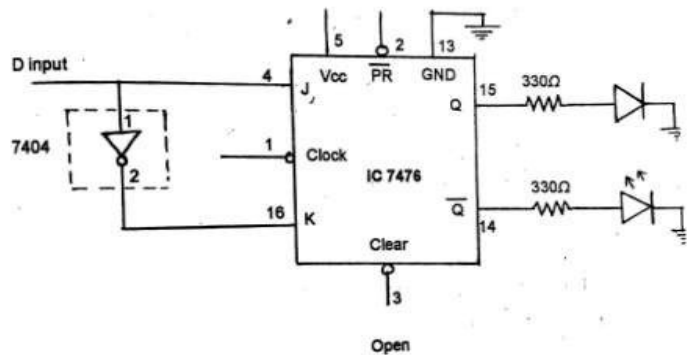 5 2 13
D input
4 Vcc PR GND 15 330Ω
J
Q
1
7404
1 Clock
2
IC 7476
330Ω
16 K Q
14
Clear
3
Open